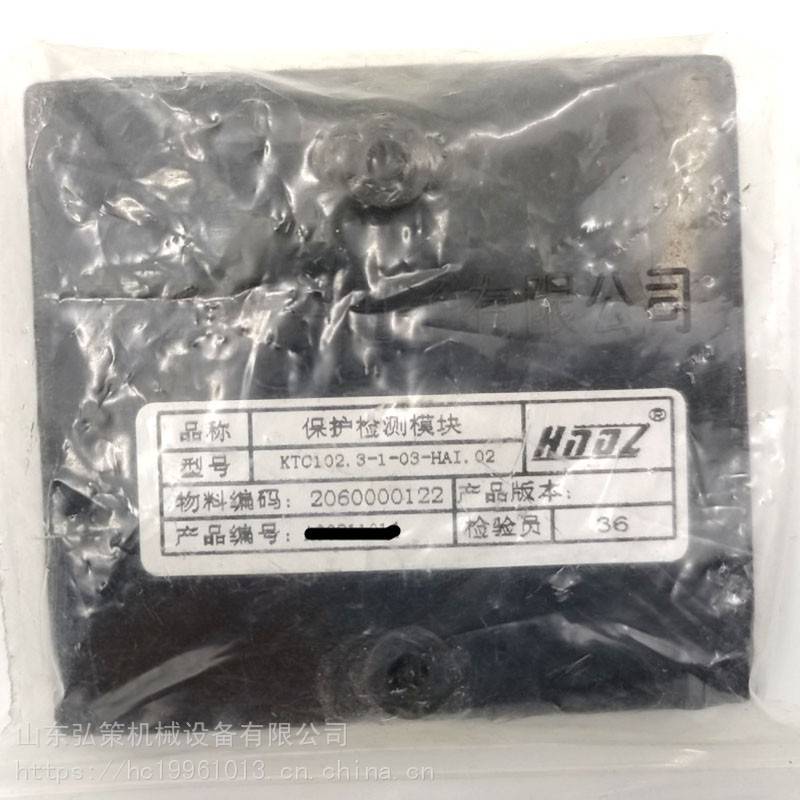 有限公司
品称 保护检测模块
HNDZ®
型号 KTC102.3-1-03-HAI.02
物料编码: 2060000122 产品版本:
产品编号: 检验员 36
山东弘策机械设备有限公司
https://hc19961013.cn.china.cn